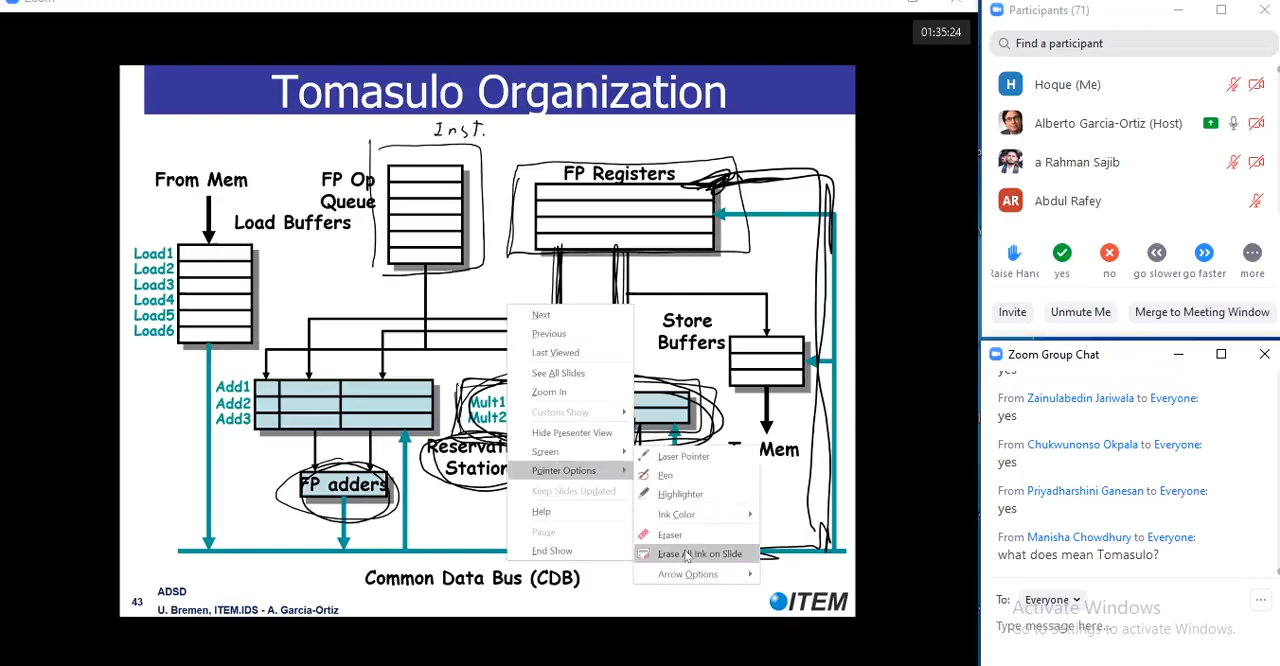 Zoom
01:35:24
Tomasulo Organization
Inst.
From Mem
FP Op
Queue
FP Registers
Load Buffers
Load1
Load2
Load3
Load4
Load5
Load6
Store
Buffers
Add1
Add2
Add3
Mult1
Mult2
Reservat
Station
FP adders
Mem
Common Data Bus (CDB)
43
ADSD
U. Bremen, ITEM.IDS - A. Garcia-Ortiz
ITEM
Next
Previous
Last Viewed
See All Slides
Zoom In
Custom Show
Hide Presenter View
Screen
Pointer Options
Keep Slides Updated
Help
Pause
End Show
Laser Pointer
Pen
Highlighter
Ink Color
Eraser
Erase All Ink on Slide
Arrow Options
Participants (71)
Find a participant
H
Hoque (Me)
Alberto Garcia-Ortiz (Host)
a Rahman Sajib
AR
Abdul Rafey
Raise Hand
yes
no
go slower
go faster
more
Invite
Unmute Me
Merge to Meeting Window
Zoom Group Chat
yes
From Zainulabedin Jariwala to Everyone:
yes
From Chukwunonso Okpala to Everyone:
yes
From Priyadharshini Ganesan to Everyone:
yes
From Manisha Chowdhury to Everyone:
what does mean Tomasulo?
To: Everyone
Type message here...
Activate Windows
Go to Settings to activate Windows.